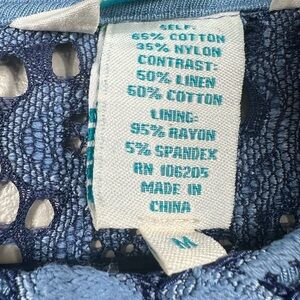 SELF:
65% COTTON
35% NYLON
CONTRAST:
50% LINEN
50% COTTON
LINING:
95% RAYON
5% SPANDEX
RN 106205
MADE IN
CHINA
M